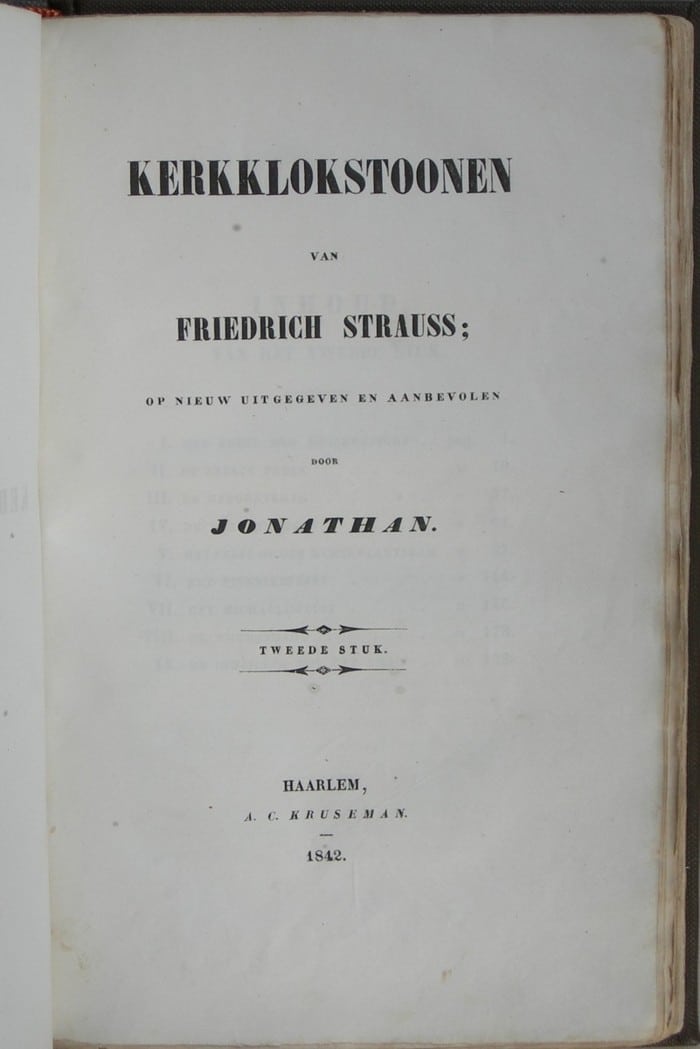 KERKKLOKSTOONEN
VAN
FRIEDRICH STRAUSS;
OP NIEUW UITGEGEVEN EN AANBEVOLEN
DOOR
JONATHAN.
TWEEDE STUK.
HAARLEM,
A. C. KRUSEMAN.
1842.